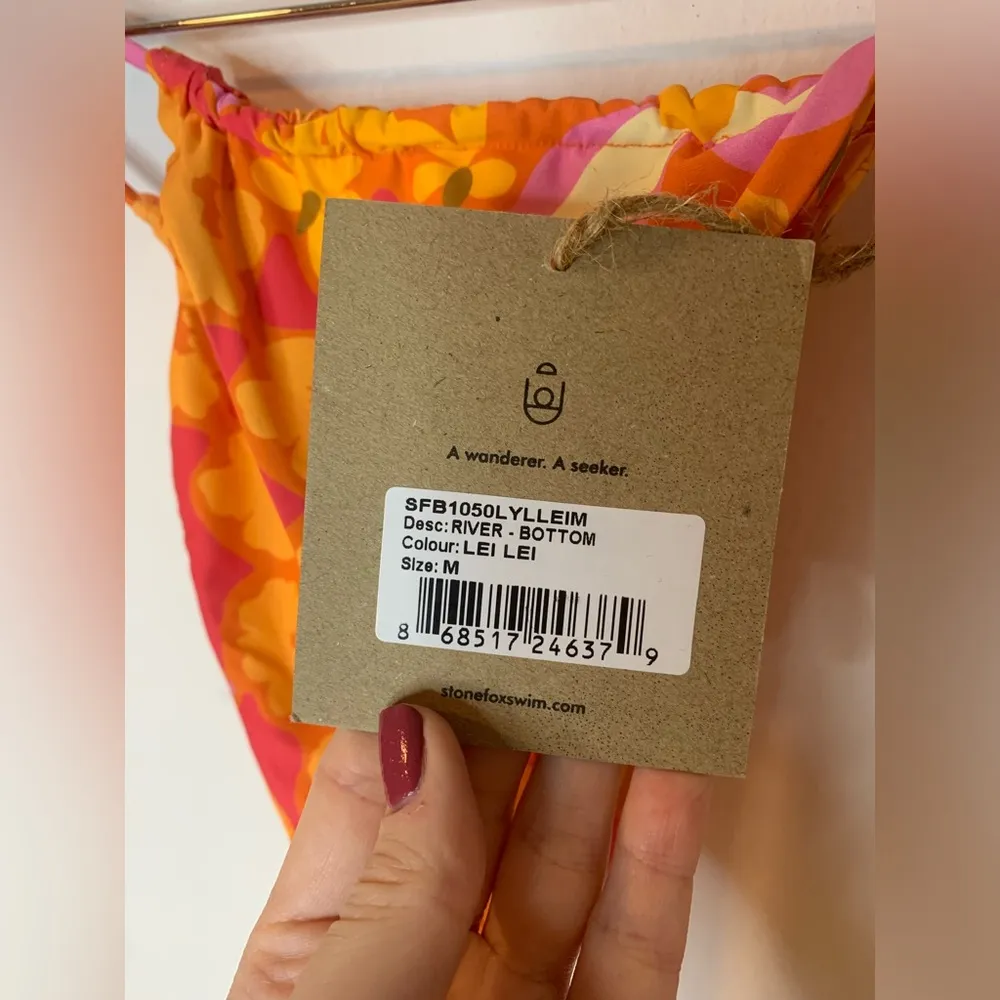 A wanderer. A seeker.
SFB1050LYLLEIM
Desc: RIVER - BOTTOM
Colour: LEI LEI
Size: M
8 68517 24637 9
stonefoxswim.com